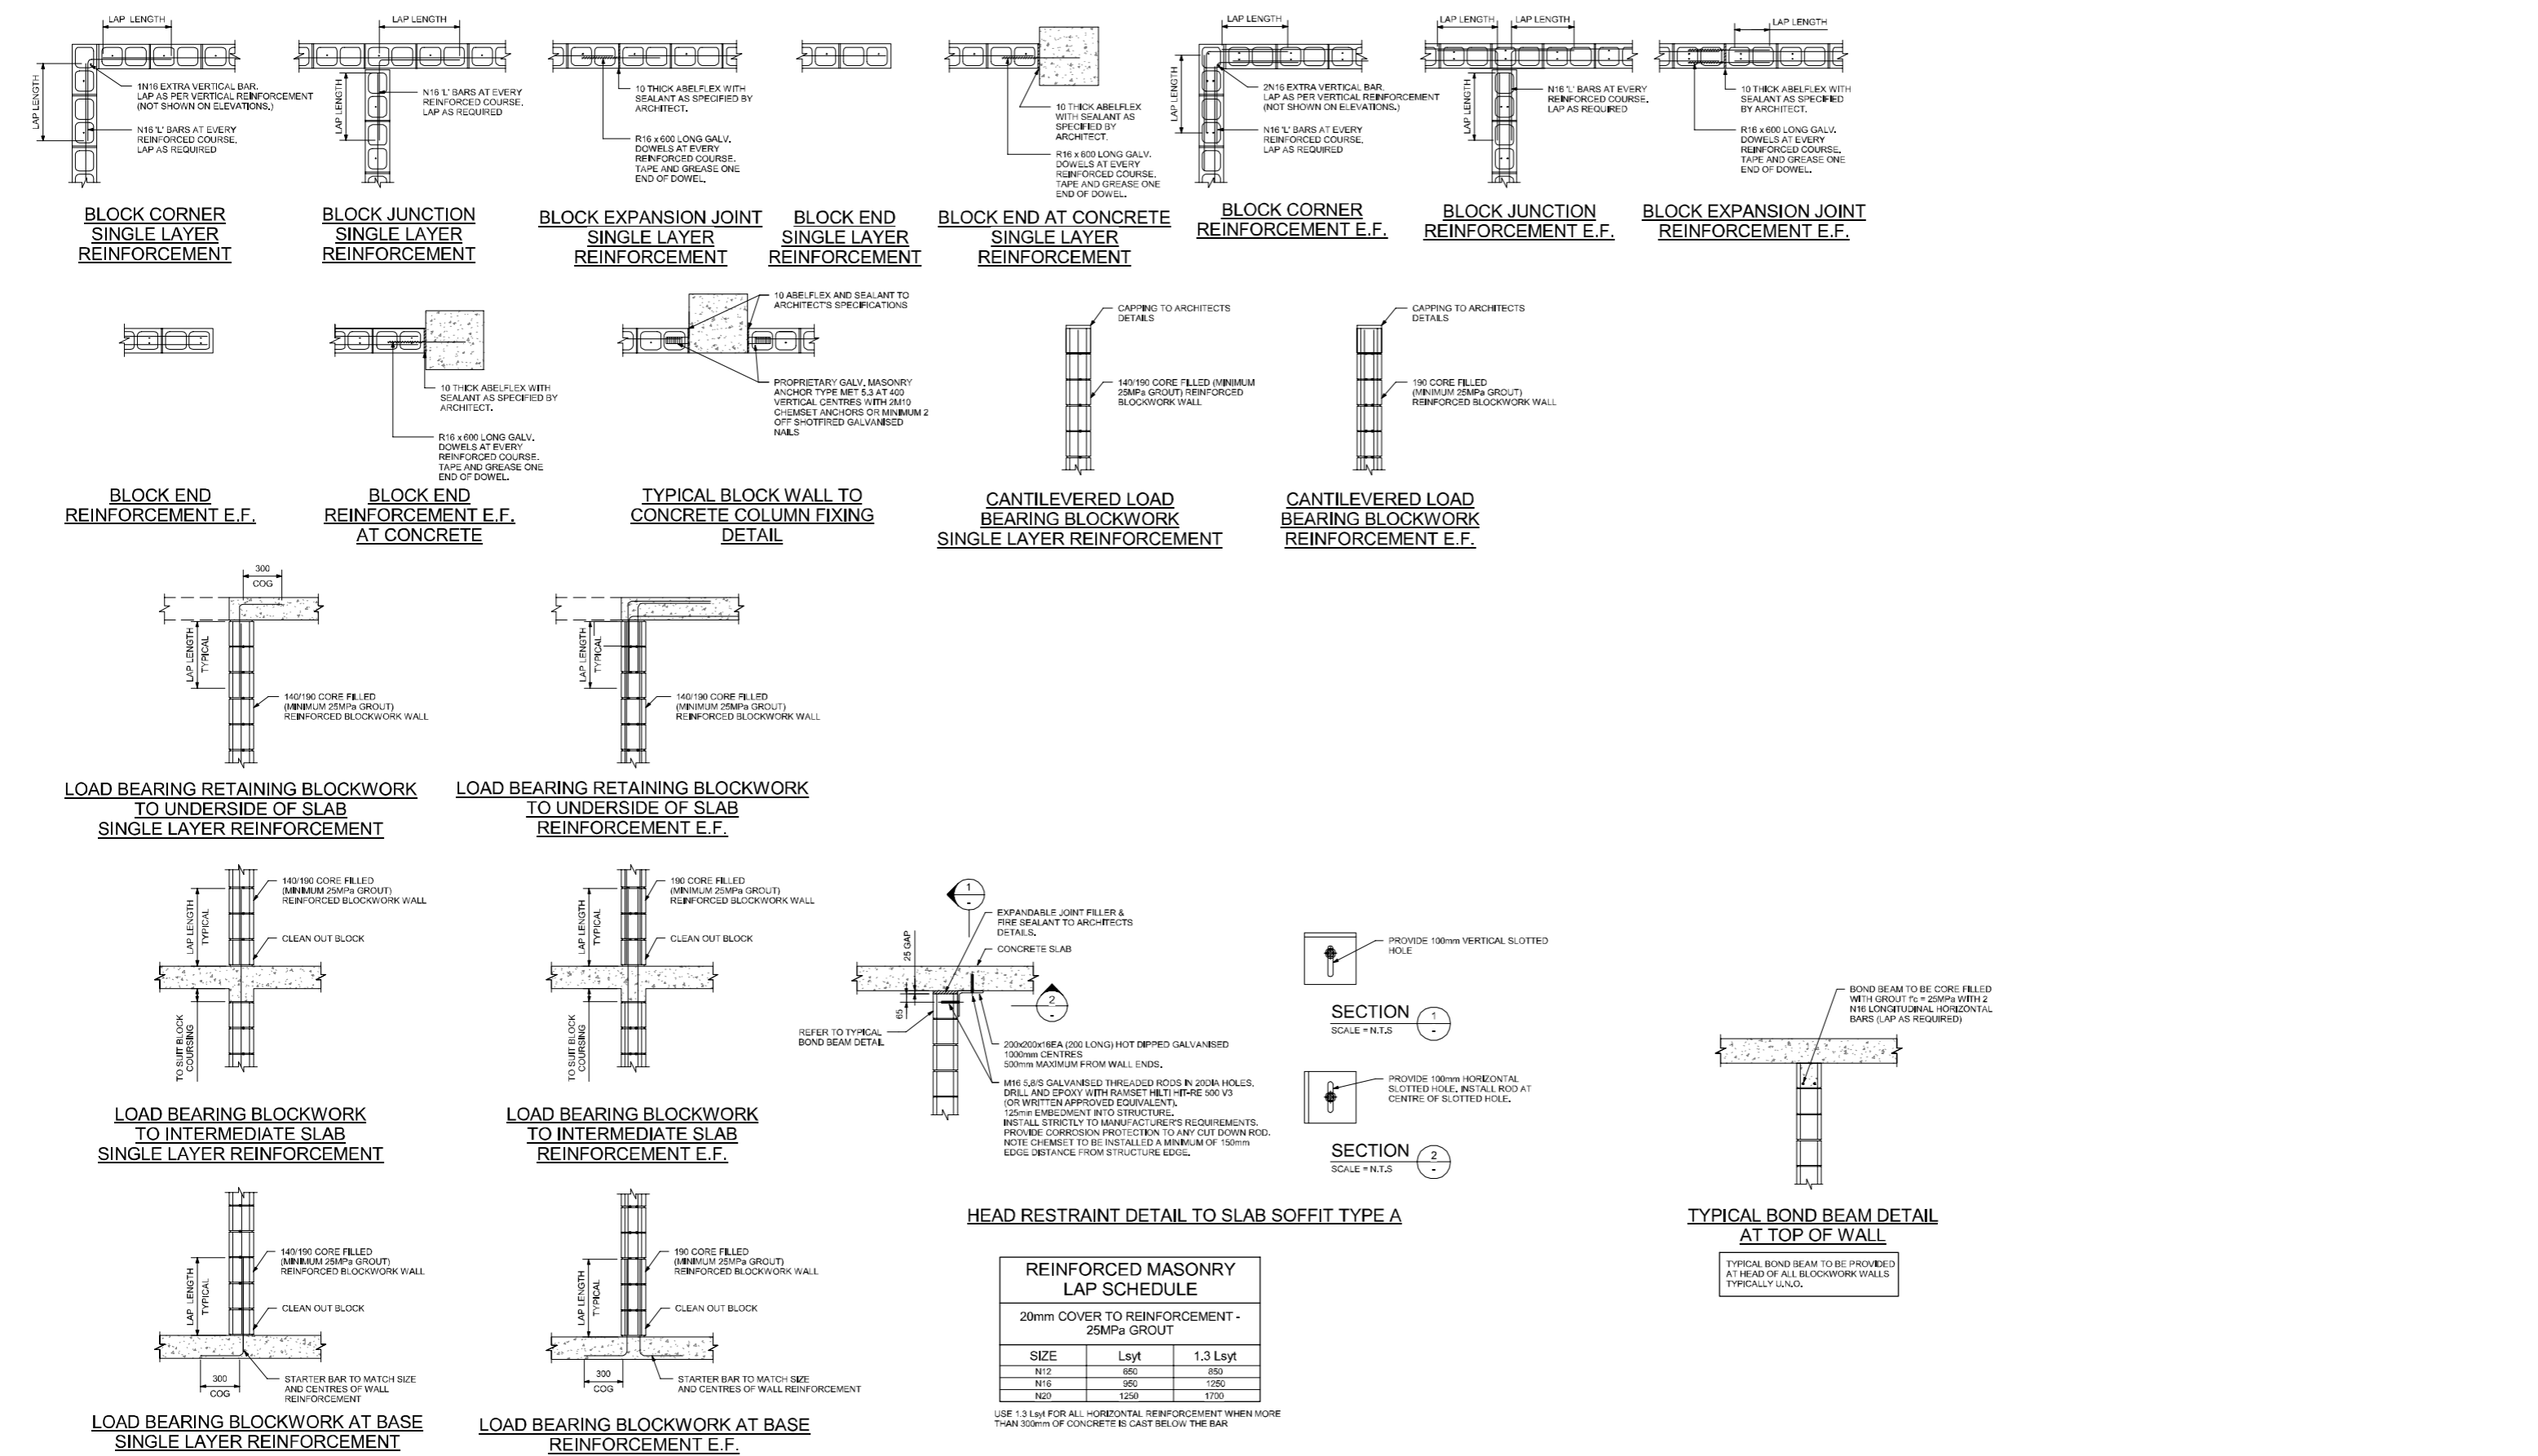 LAP LENGTH
LAP LENGTH
1N16 EXTRA VERTICAL BAR.
LAP AS PER VERTICAL REINFORCEMENT
(NOT SHOWN ON ELEVATIONS.)
N16 'L' BARS AT EVERY
REINFORCED COURSE.
LAP AS REQUIRED
BLOCK CORNER
SINGLE LAYER
REINFORCEMENT
LAP LENGTH
LAP LENGTH
N16 'L' BARS AT EVERY
REINFORCED COURSE.
LAP AS REQUIRED
BLOCK JUNCTION
SINGLE LAYER
REINFORCEMENT
10 THICK ABELFLEX WITH
SEALANT AS SPECIFIED BY
ARCHITECT.
R16 x 600 LONG GALV.
DOWELS AT EVERY
REINFORCED COURSE.
TAPE AND GREASE ONE
END OF DOWEL.
BLOCK EXPANSION JOINT
SINGLE LAYER
REINFORCEMENT
BLOCK END
SINGLE LAYER
REINFORCEMENT
10 THICK ABELFLEX
WITH SEALANT AS
SPECIFIED BY
ARCHITECT.
R16 x 600 LONG GALV.
DOWELS AT EVERY
REINFORCED COURSE.
TAPE AND GREASE ONE
END OF DOWEL.
BLOCK END AT CONCRETE
SINGLE LAYER
REINFORCEMENT
LAP LENGTH
LAP LENGTH
2N16 EXTRA VERTICAL BAR.
LAP AS PER VERTICAL REINFORCEMENT
(NOT SHOWN ON ELEVATIONS.)
N16 'L' BARS AT EVERY
REINFORCED COURSE.
LAP AS REQUIRED
BLOCK CORNER
REINFORCEMENT E.F.
LAP LENGTH
LAP LENGTH
LAP LENGTH
N16 'L' BARS AT EVERY
REINFORCED COURSE.
LAP AS REQUIRED
BLOCK JUNCTION
REINFORCEMENT E.F.
LAP LENGTH
10 THICK ABELFLEX WITH
SEALANT AS SPECIFIED
BY ARCHITECT.
R16 x 600 LONG GALV.
DOWELS AT EVERY
REINFORCED COURSE.
TAPE AND GREASE ONE
END OF DOWEL.
BLOCK EXPANSION JOINT
REINFORCEMENT E.F.
BLOCK END
REINFORCEMENT E.F.
10 THICK ABELFLEX WITH
SEALANT AS SPECIFIED BY
ARCHITECT.
R16 x 600 LONG GALV.
DOWELS AT EVERY
REINFORCED COURSE.
TAPE AND GREASE ONE
END OF DOWEL.
BLOCK END
REINFORCEMENT E.F.
AT CONCRETE
10 ABELFLEX AND SEALANT TO
ARCHITECT'S SPECIFICATIONS
PROPRIETARY GALV. MASONRY
ANCHOR TYPE MET 5.3 AT 400
VERTICAL CENTRES WITH 2M10
CHEMSET ANCHORS OR MINIMUM 2
OFF SHOTFIRED GALVANISED
NAILS
TYPICAL BLOCK WALL TO
CONCRETE COLUMN FIXING
DETAIL
CAPPING TO ARCHITECTS
DETAILS
140/190 CORE FILLED (MINIMUM
25MPa GROUT) REINFORCED
BLOCKWORK WALL
CANTILEVERED LOAD
BEARING BLOCKWORK
SINGLE LAYER REINFORCEMENT
CAPPING TO ARCHITECTS
DETAILS
190 CORE FILLED
(MINIMUM 25MPa GROUT)
REINFORCED BLOCKWORK WALL
CANTILEVERED LOAD
BEARING BLOCKWORK
REINFORCEMENT E.F.
300
COG
LAP LENGTH
TYPICAL
140/190 CORE FILLED
(MINIMUM 25MPa GROUT)
REINFORCED BLOCKWORK WALL
LOAD BEARING RETAINING BLOCKWORK
TO UNDERSIDE OF SLAB
SINGLE LAYER REINFORCEMENT
LAP LENGTH
TYPICAL
140/190 CORE FILLED
(MINIMUM 25MPa GROUT)
REINFORCED BLOCKWORK WALL
LOAD BEARING RETAINING BLOCKWORK
TO UNDERSIDE OF SLAB
REINFORCEMENT E.F.
LAP LENGTH
TYPICAL
140/190 CORE FILLED
(MINIMUM 25MPa GROUT)
REINFORCED BLOCKWORK WALL
CLEAN OUT BLOCK
TO SUIT BLOCK
COURSING
LOAD BEARING BLOCKWORK
TO INTERMEDIATE SLAB
SINGLE LAYER REINFORCEMENT
LAP LENGTH
TYPICAL
190 CORE FILLED
(MINIMUM 25MPa GROUT)
REINFORCED BLOCKWORK WALL
CLEAN OUT BLOCK
TO SUIT BLOCK
COURSING
LOAD BEARING BLOCKWORK
TO INTERMEDIATE SLAB
REINFORCEMENT E.F.
1
-
EXPANDABLE JOINT FILLER &
FIRE SEALANT TO ARCHITECTS
DETAILS.
CONCRETE SLAB
25 GAP
65
2
-
REFER TO TYPICAL
BOND BEAM DETAIL
200x200x16EA (200 LONG) HOT DIPPED GALVANISED
1000mm CENTRES
500mm MAXIMUM FROM WALL ENDS.
M16 5.8/S GALVANISED THREADED RODS IN 20DIA HOLES.
DRILL AND EPOXY WITH RAMSET HILTI HIT-RE 500 V3
(OR WRITTEN APPROVED EQUIVALENT).
125mm EMBEDMENT INTO STRUCTURE.
INSTALL STRICTLY TO MANUFACTURER'S REQUIREMENTS.
PROVIDE CORROSION PROTECTION TO ANY CUT DOWN ROD.
NOTE CHEMSET TO BE INSTALLED A MINIMUM OF 150mm
EDGE DISTANCE FROM STRUCTURE EDGE.
HEAD RESTRAINT DETAIL TO SLAB SOFFIT TYPE A
PROVIDE 100mm VERTICAL SLOTTED
HOLE
SECTION 1
SCALE = N.T.S -
PROVIDE 100mm HORIZONTAL
SLOTTED HOLE. INSTALL ROD AT
CENTRE OF SLOTTED HOLE.
SECTION 2
SCALE = N.T.S -
BOND BEAM TO BE CORE FILLED
WITH GROUT f'c = 25MPa WITH 2
N16 LONGITUDINAL HORIZONTAL
BARS (LAP AS REQUIRED)
TYPICAL BOND BEAM DETAIL
AT TOP OF WALL
TYPICAL BOND BEAM TO BE PROVIDED
AT HEAD OF ALL BLOCKWORK WALLS
TYPICALLY U.N.O.
LAP LENGTH
TYPICAL
140/190 CORE FILLED
(MINIMUM 25MPa GROUT)
REINFORCED BLOCKWORK WALL
CLEAN OUT BLOCK
300
COG
STARTER BAR TO MATCH SIZE
AND CENTRES OF WALL
REINFORCEMENT
LOAD BEARING BLOCKWORK AT BASE
SINGLE LAYER REINFORCEMENT
LAP LENGTH
TYPICAL
190 CORE FILLED
(MINIMUM 25MPa GROUT)
REINFORCED BLOCKWORK WALL
CLEAN OUT BLOCK
300
COG
STARTER BAR TO MATCH SIZE
AND CENTRES OF WALL REINFORCEMENT
LOAD BEARING BLOCKWORK AT BASE
REINFORCEMENT E.F.
REINFORCED MASONRY
LAP SCHEDULE
20mm COVER TO REINFORCEMENT -
25MPa GROUT
SIZE Lsyt 1.3 Lsyt
N12 650 850
N16 950 1250
N20 1250 1700
USE 1.3 Lsyt FOR ALL HORIZONTAL REINFORCEMENT WHEN MORE
THAN 300mm OF CONCRETE IS CAST BELOW THE BAR